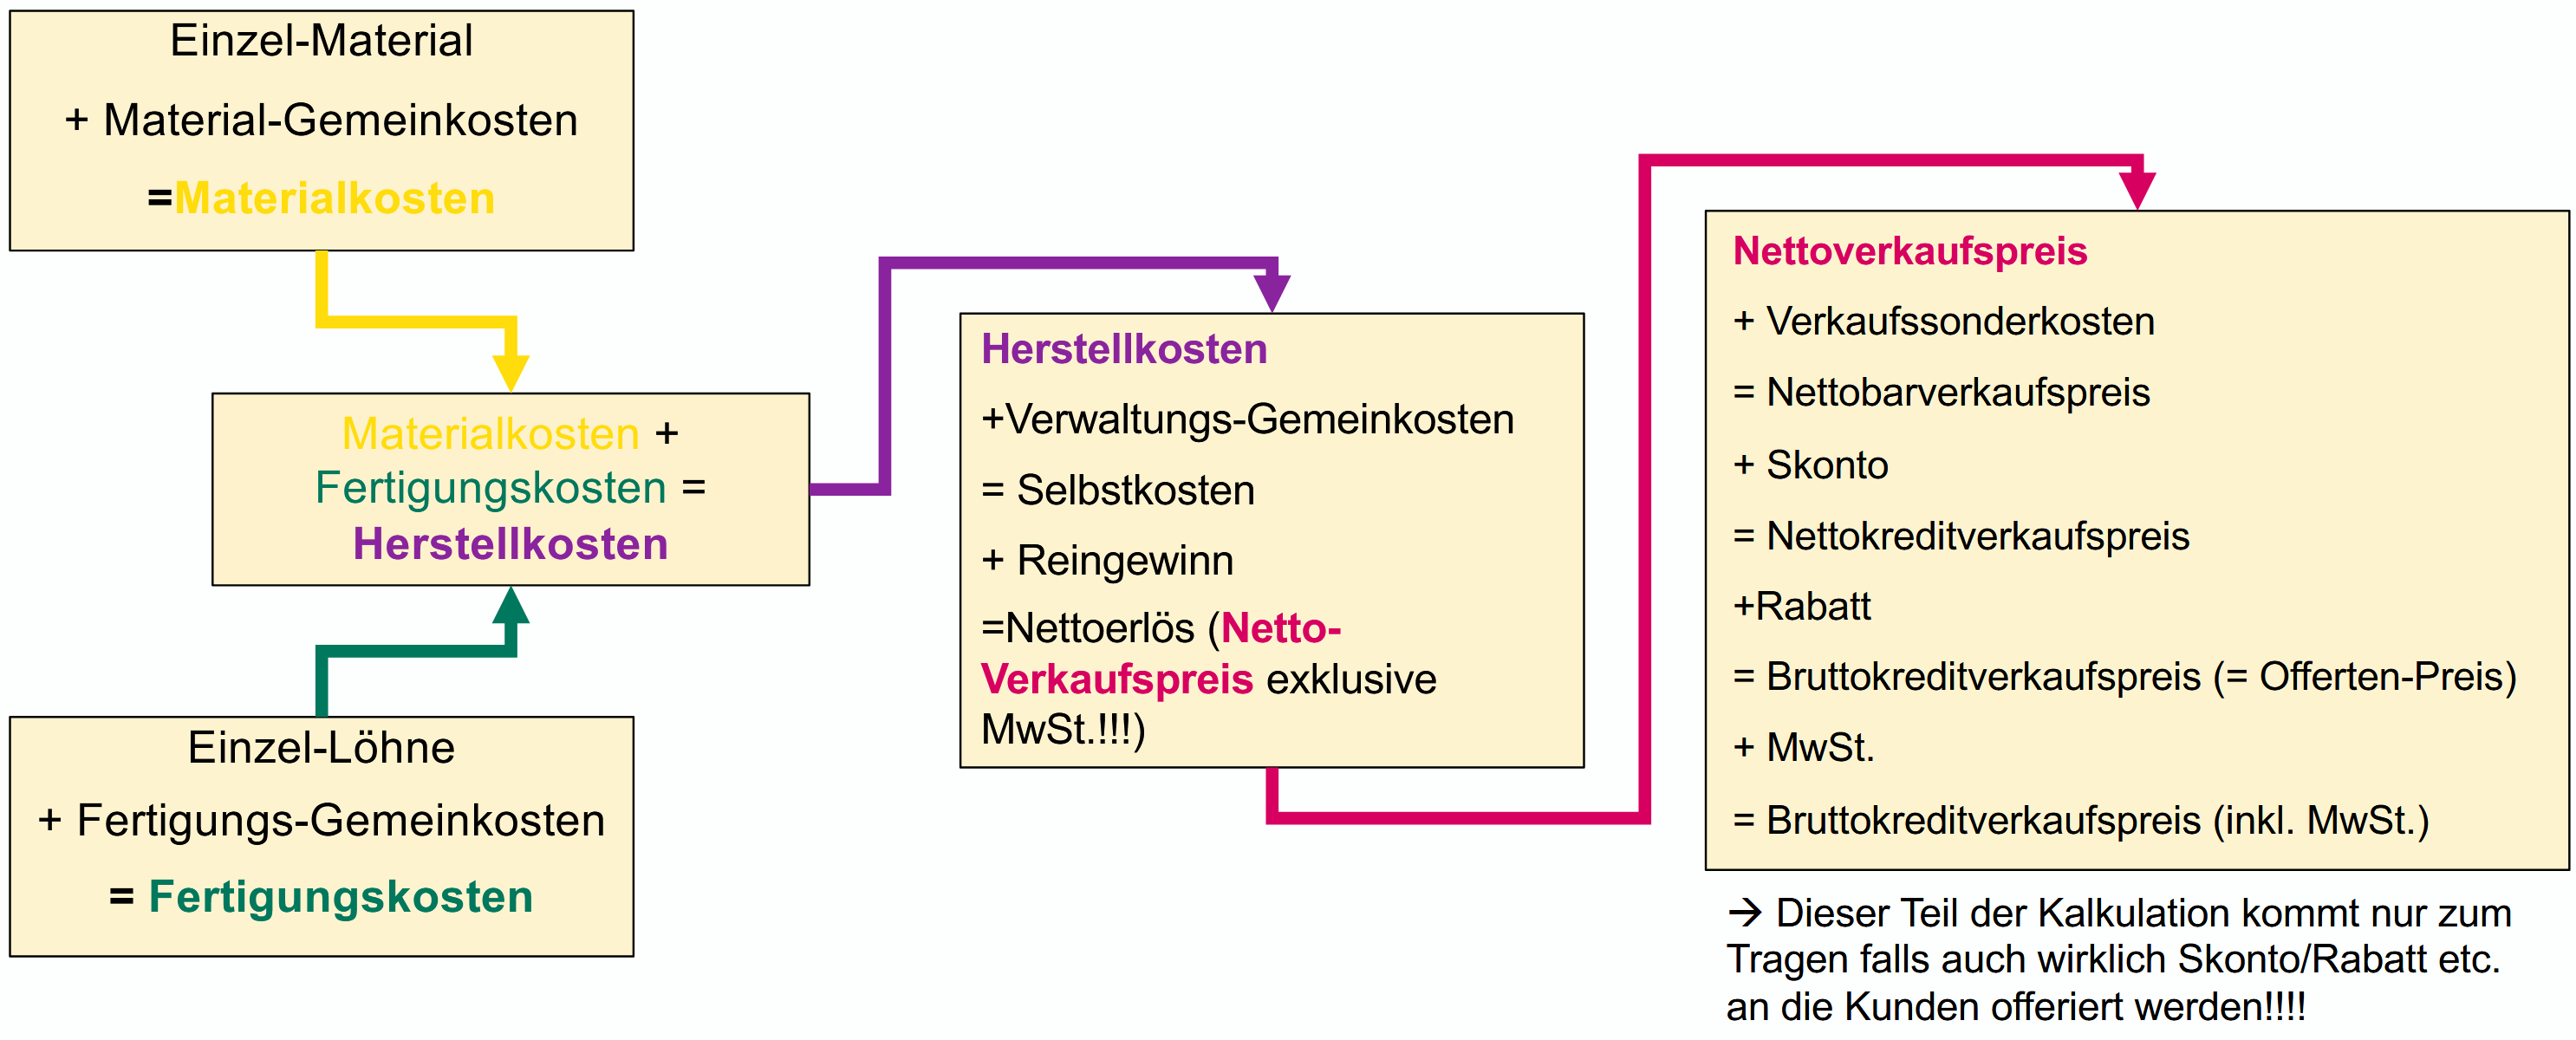 Einzel-Material
+ Material-Gemeinkosten
=Materialkosten
Materialkosten +
Fertigungskosten =
Herstellkosten
Einzel-Löhne
+ Fertigungs-Gemeinkosten
= Fertigungskosten
Herstellkosten
+Verwaltungs-Gemeinkosten
= Selbstkosten
+ Reingewinn
=Nettoerlös (Netto-
Verkaufspreis exklusive
MwSt.!!!)
Nettoverkaufspreis
+ Verkaufssonderkosten
= Nettobarverkaufspreis
+ Skonto
= Nettokreditverkaufspreis
+Rabatt
= Bruttokreditverkaufspreis (= Offerten-Preis)
+ MwSt.
= Bruttokreditverkaufspreis (inkl. MwSt.)
→ Dieser Teil der Kalkulation kommt nur zum
Tragen falls auch wirklich Skonto/Rabatt etc.
an die Kunden offeriert werden!!!!